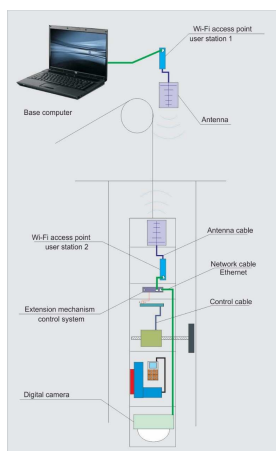 Wi-Fi access point
user station 1
Base computer
Antenna
Antenna cable
Wi-Fi access point
user station 2
Network cable
Ethernet
Extension mechanism
control system
Control cable
Digital camera